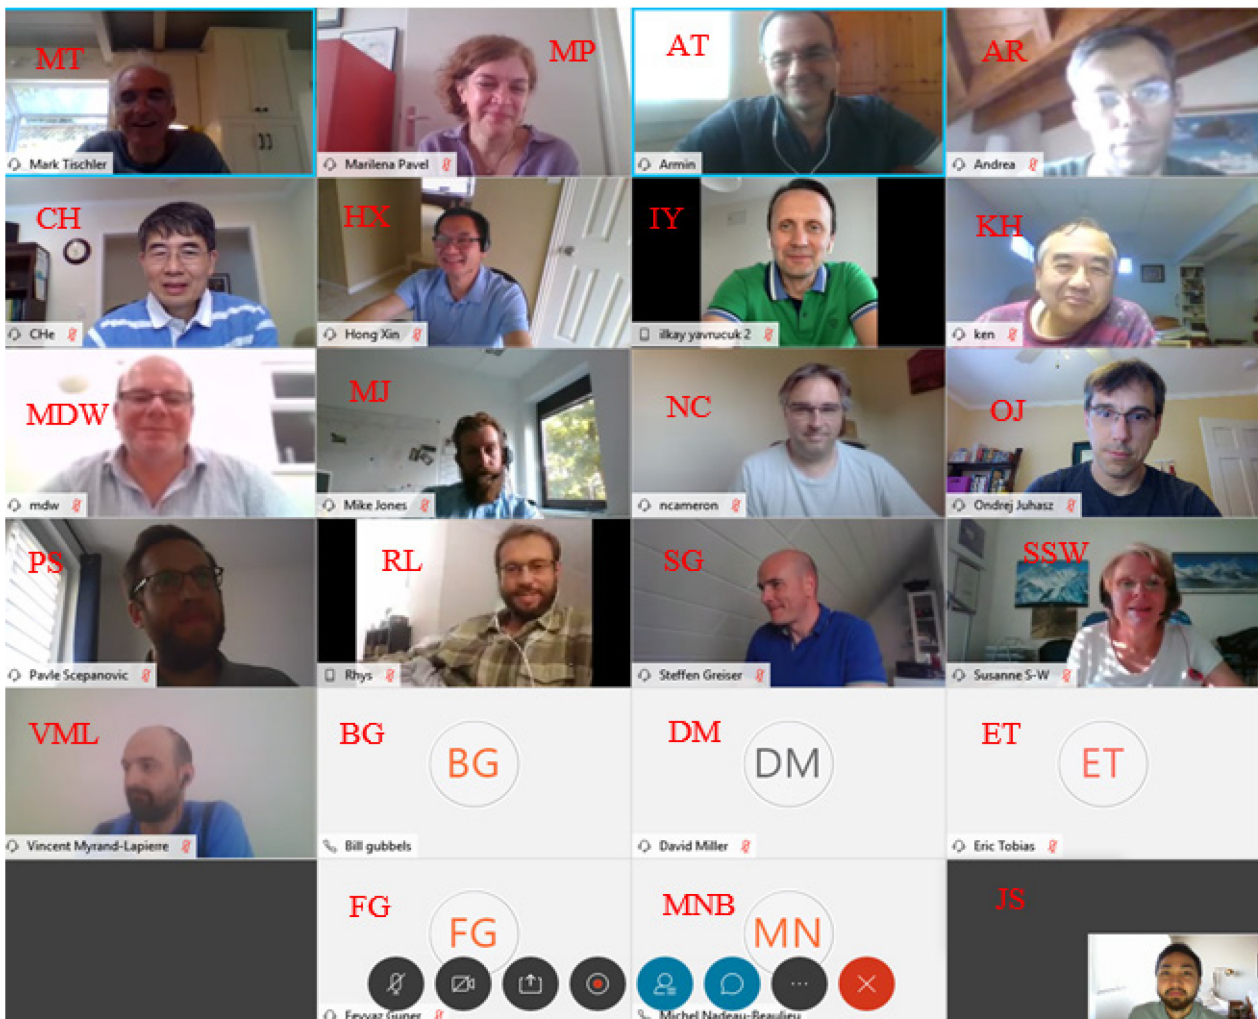 MT
MP
AT
AR
Mark Tischler
Marilena Pavel
Armin
Andrea
CH
HX
IY
KH
CHe
Hong Xin
ilkay yavrucuk 2
ken
MDW
MJ
NC
OJ
mdw
Mike Jones
ncameron
Ondrej Juhasz
PS
RL
SG
SSW
Pavle Scepanovic
Rhys
Steffen Greiser
Susanne S-W
VML
BG
BG
DM
DM
ET
ET
Vincent Myrand-Lapierre
Bill gubbels
David Miller
Eric Tobias
FG
FG
MNB
MN
JS
Feyyaz Guner
Michel Nadeau-Beaulieu